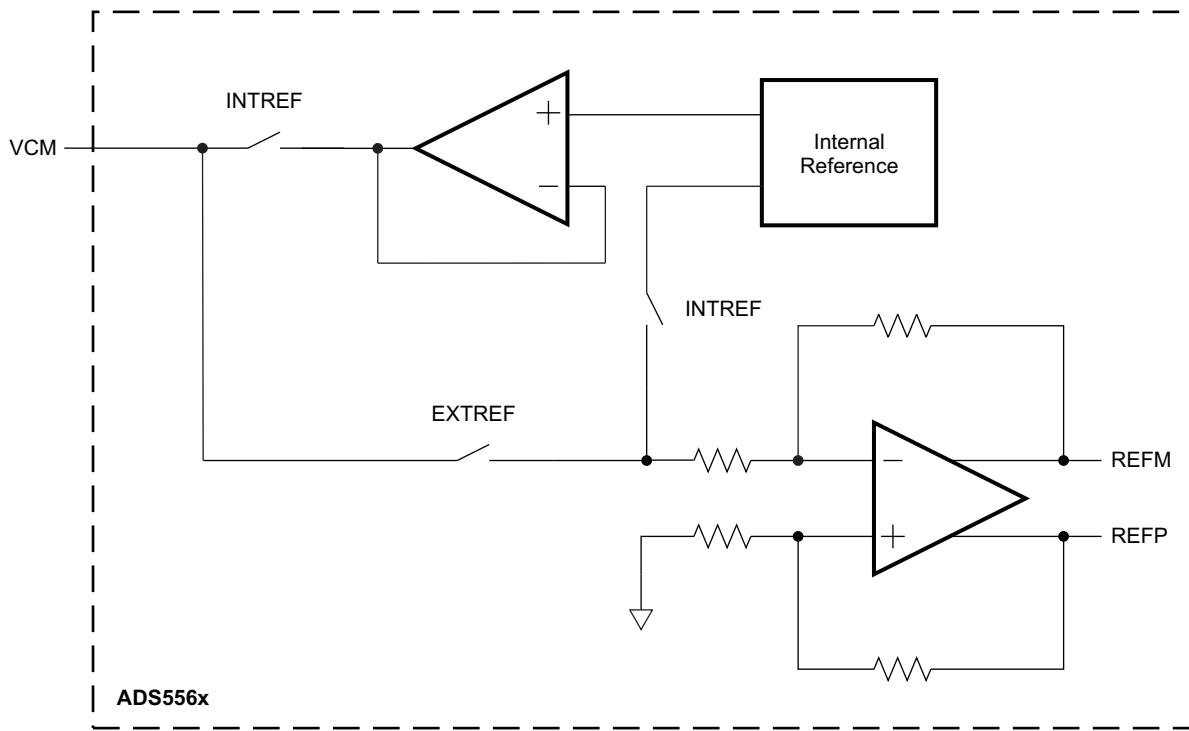 INTREF
VCM
+
−
Internal
Reference
INTREF
EXTREF
−
REFM
+
REFP
ADS556x